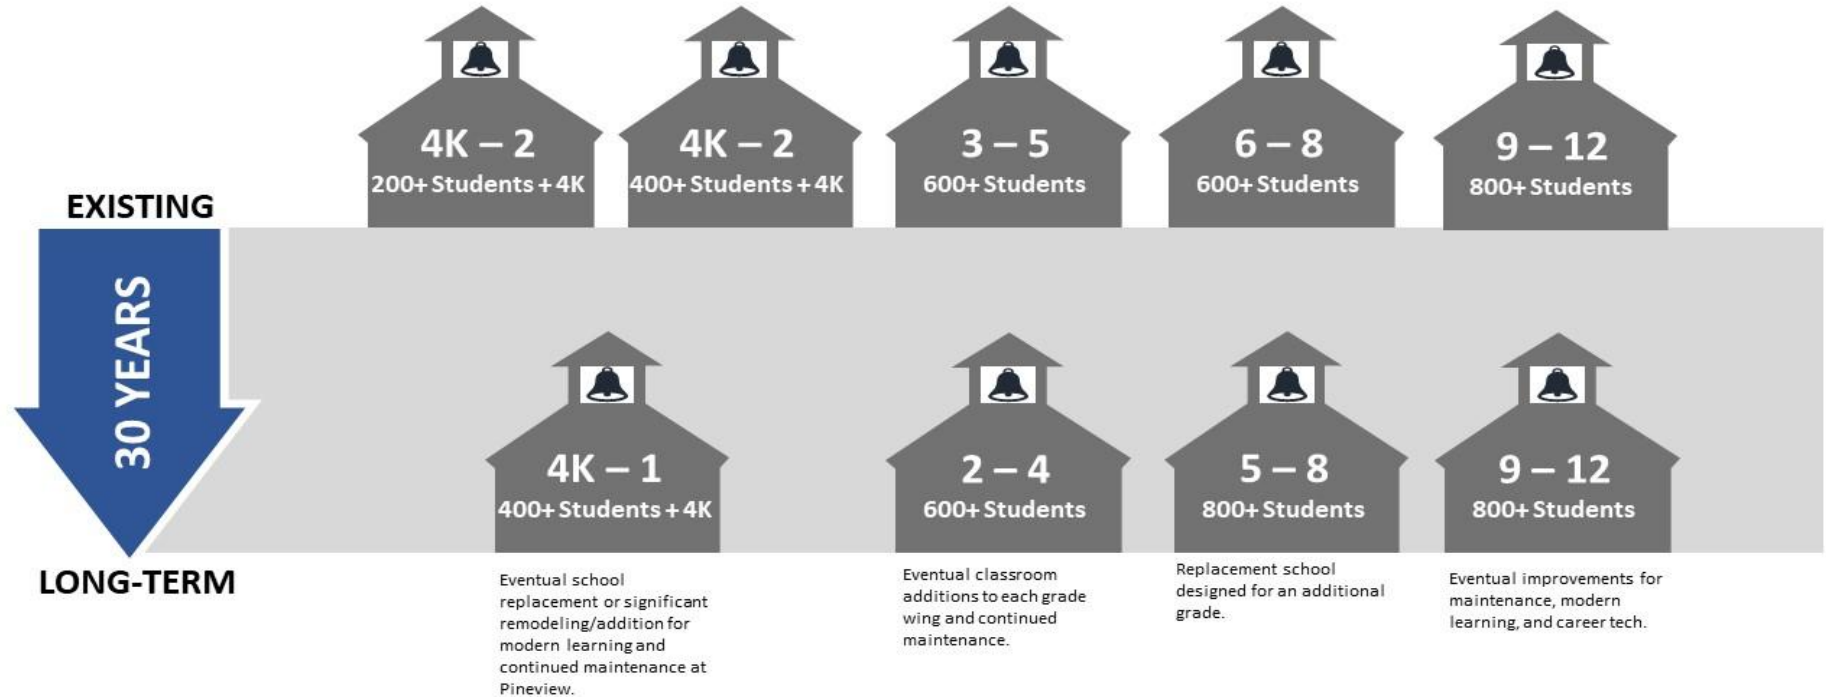 4K – 2
200+ Students + 4K
4K – 2
400+ Students + 4K
3 – 5
600+ Students
6 – 8
600+ Students
9 – 12
800+ Students
EXISTING
30 YEARS
LONG-TERM
4K – 1
400+ Students + 4K
Eventual school
replacement or significant
remodeling/addition for
modern learning and
continued maintenance at
Pineview.
2 – 4
600+ Students
Eventual classroom
additions to each grade
wing and continued
maintenance.
5 – 8
800+ Students
Replacement school
designed for an additional
grade.
9 – 12
800+ Students
Eventual improvements for
maintenance, modern
learning, and career tech.